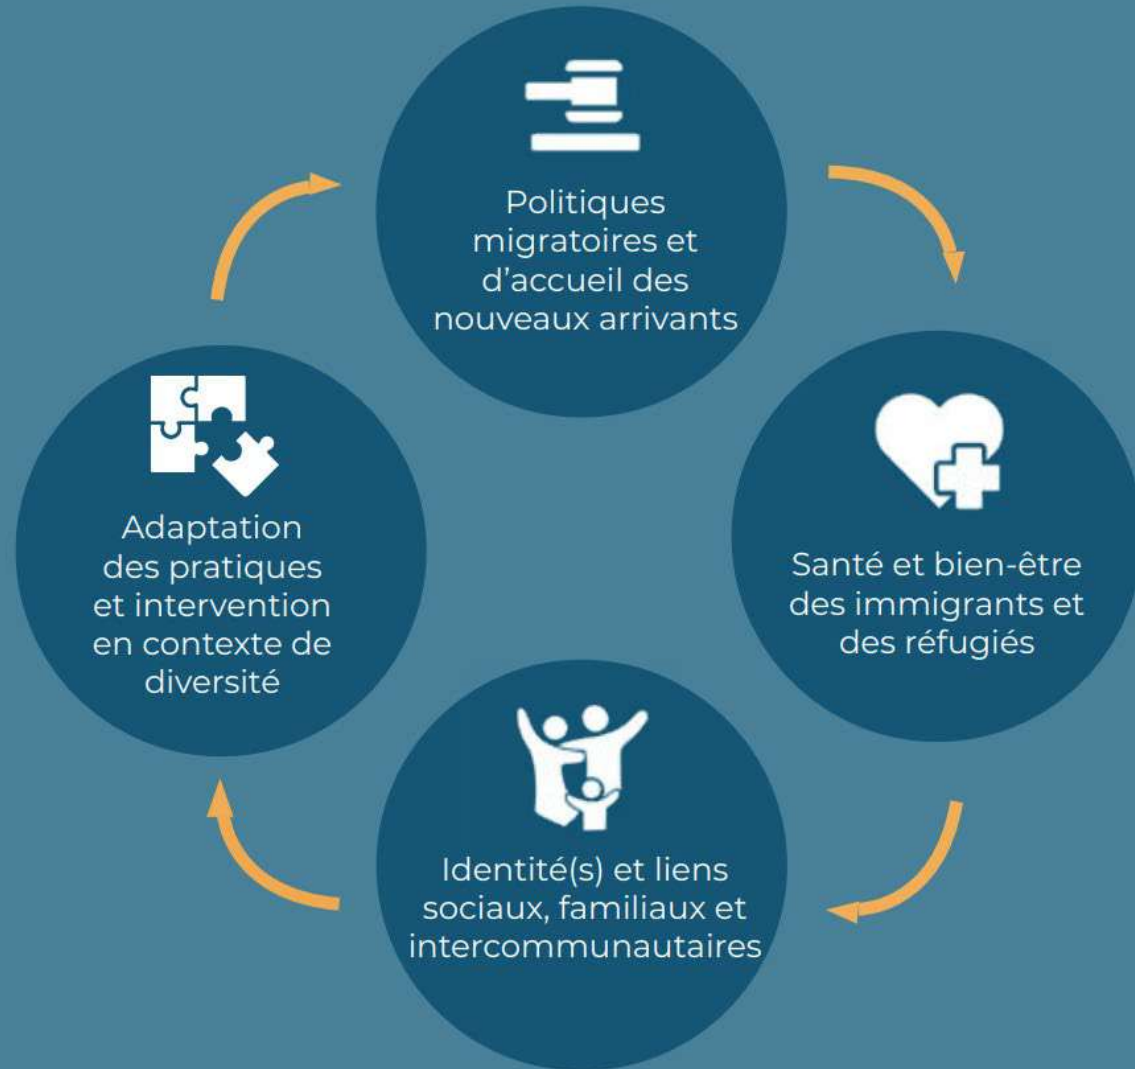 Politiques
migratoires et
d’accueil des
nouveaux arrivants
Santé et bien-être
des immigrants et
des réfugiés
Identité(s) et liens
sociaux, familiaux et
intercommunautaires
Adaptation
des pratiques
et intervention
en contexte de
diversité